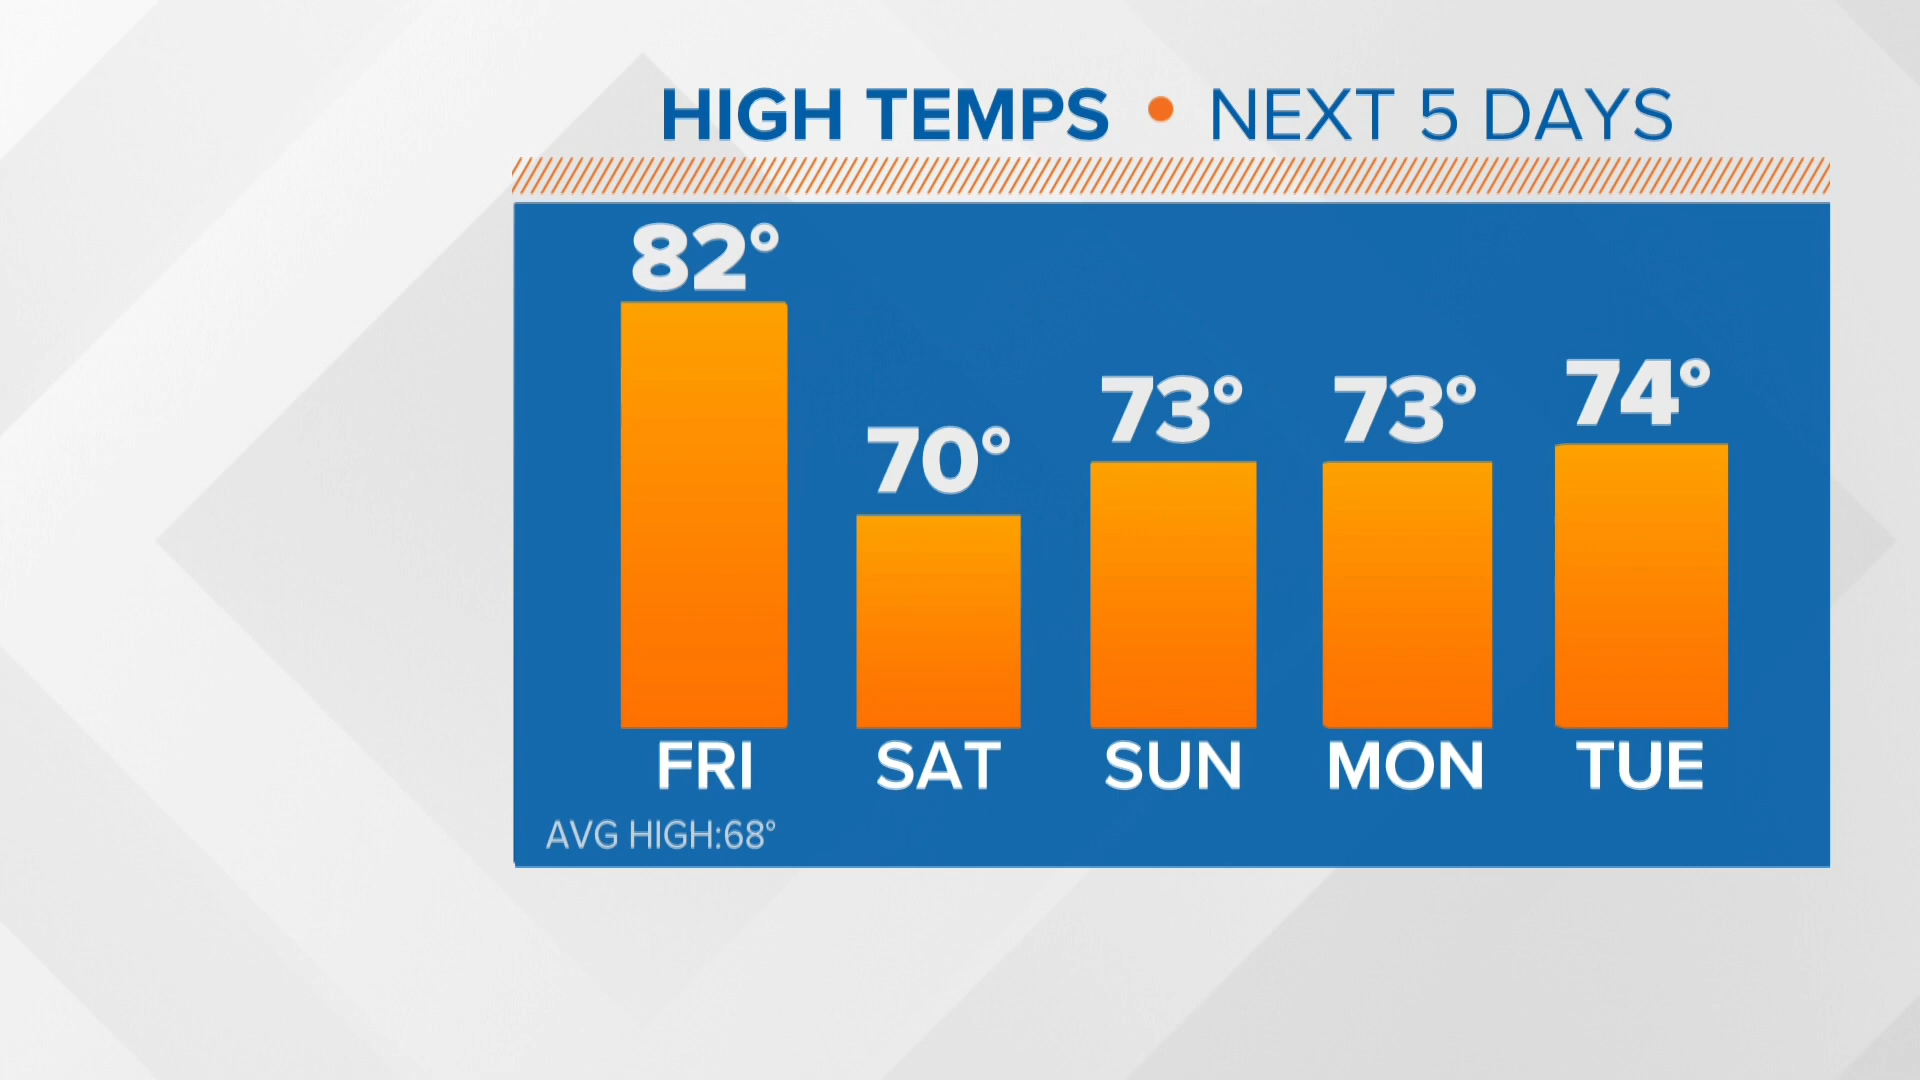 HIGH TEMPS • NEXT 5 DAYS
82° 70° 73° 73° 74°
FRI SAT SUN MON TUE
AVG HIGH:68°